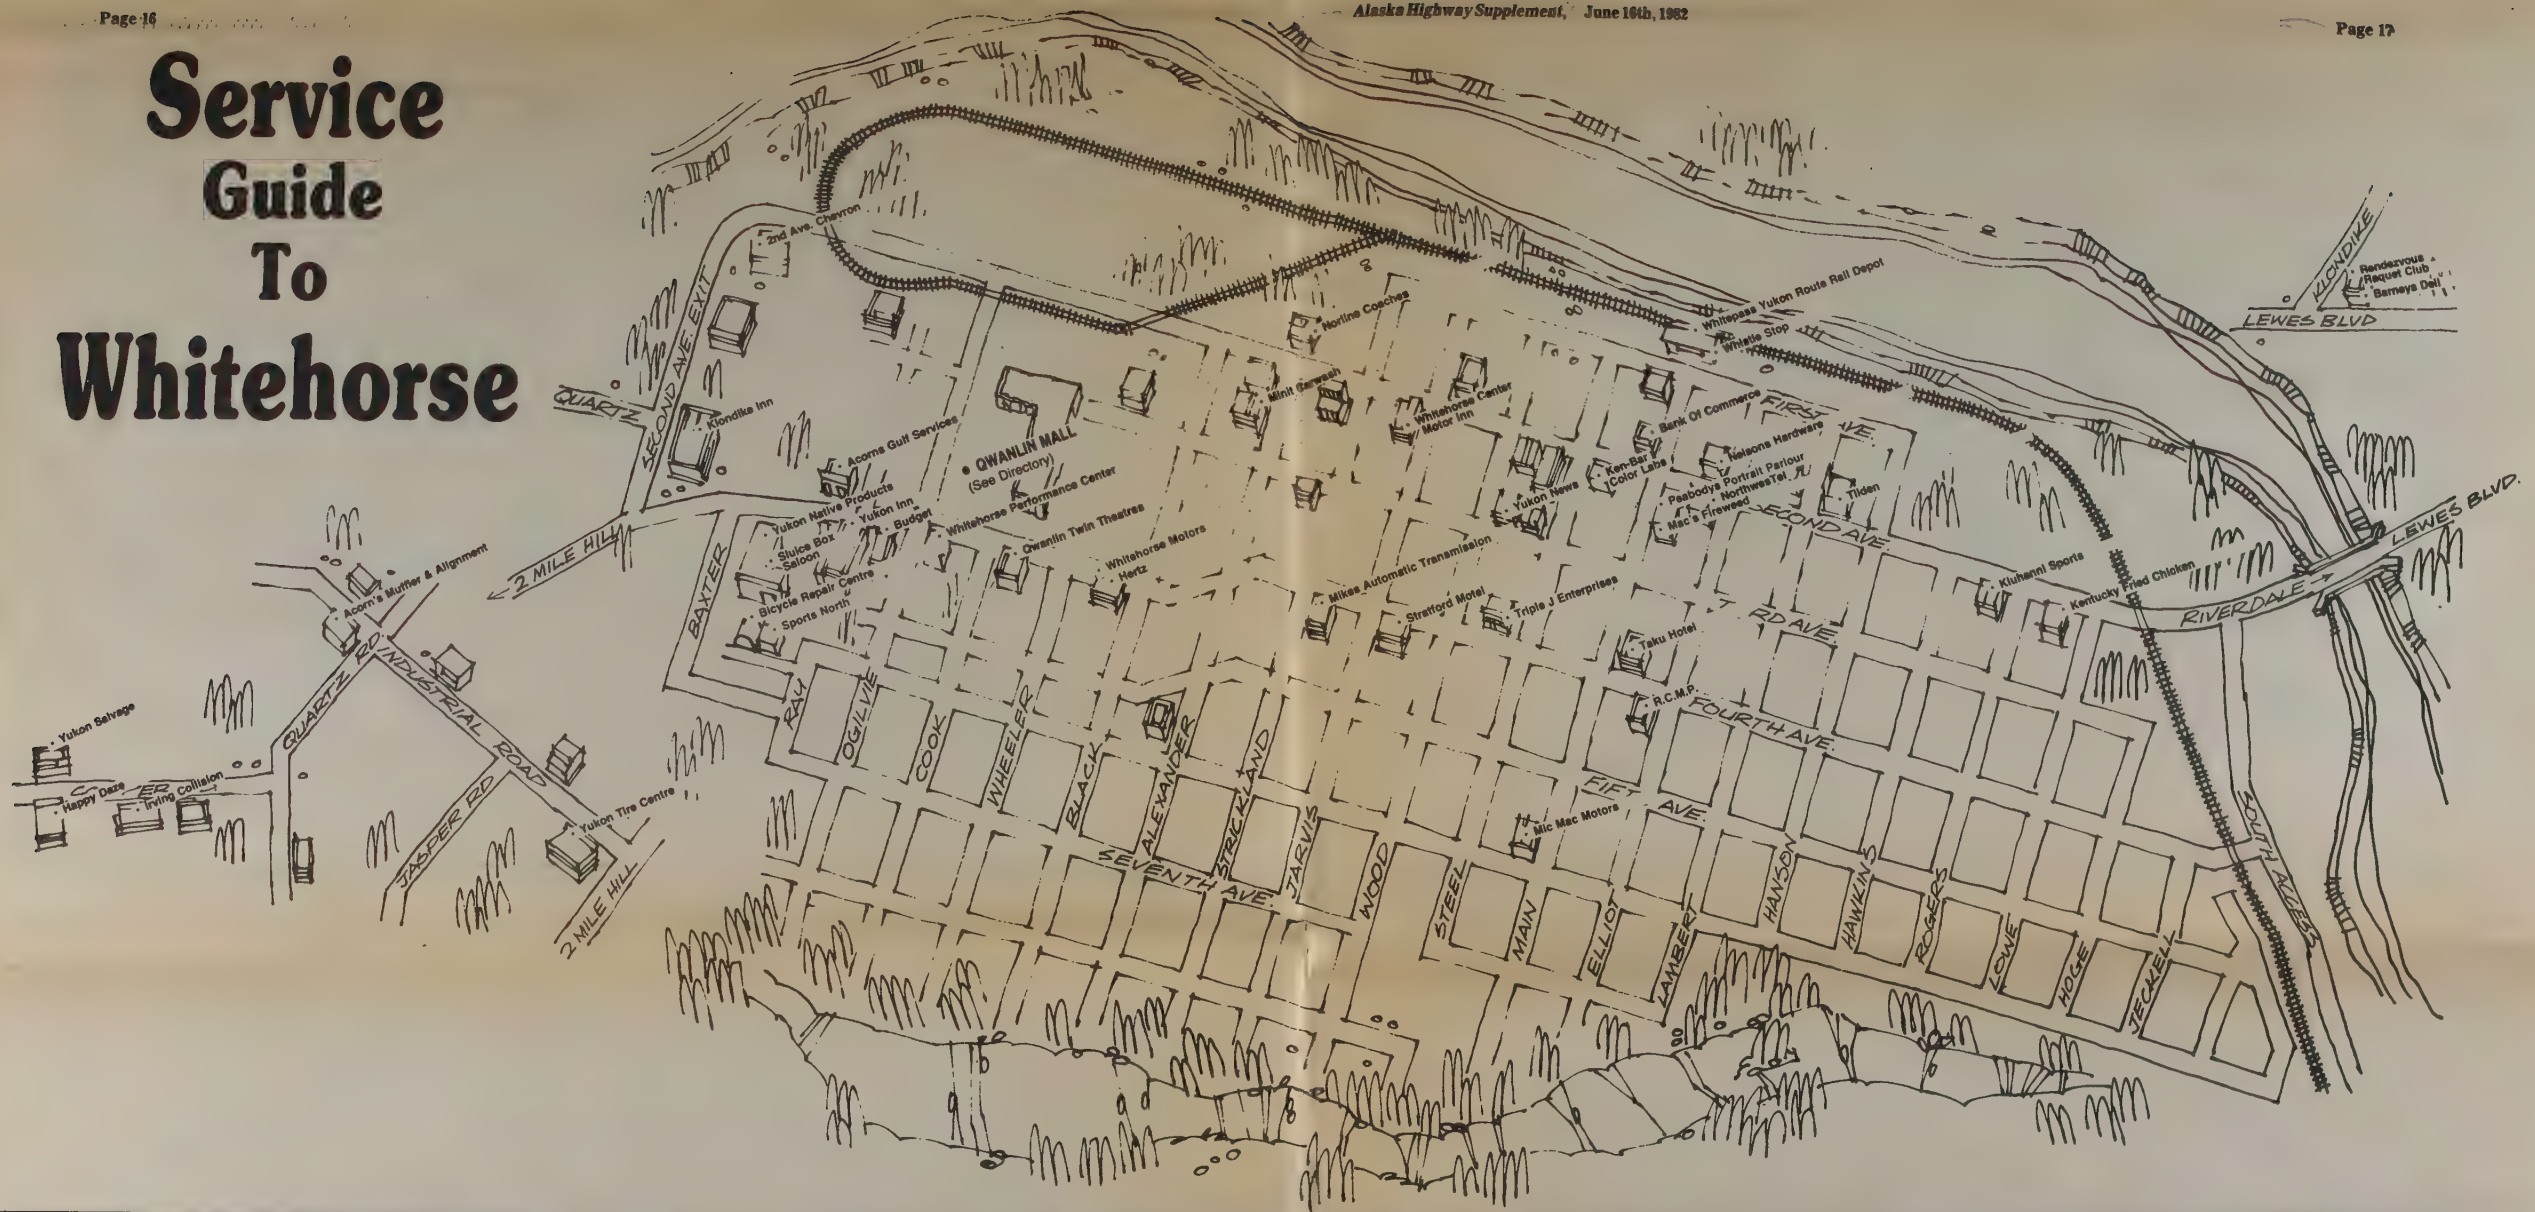 Page 16
Alaska Highway Supplement, June 16th, 1982
Page 17
Service
Guide
To
Whitehorse
2nd Ave. Chevron
SECOND AVE. EXIT
QUARTZ
Klondike Inn
Acorns Gulf Services
QWANLIN MALL
(See Directory)
Yukon Native Products
Yukon Inn
Budget
Whitehorse Performance Center
Sluice Box
Saloon
Qwanlin Twin Theatres
Whitehorse Motors
Hertz
Bicycle Repair Centre
Sports North
2 MILE HILL
BAXTER
Acorn's Muffler & Alignment
QUARTZ RD
INDUSTRIAL ROAD
JASPER RD
Yukon Salvage
Happy Daze
Irving Collision
Yukon Tire Centre
2 MILE HILL
Norline Coaches
Minit Carwash
Whitehorse Center
Motor Inn
Whitepass Yukon Route Rail Depot
Whistle Stop
Bank Of Commerce
FIRST AVE.
Nelsons Hardware
Ken-Bar
Color Labs
Peabodys Portrait Parlour
NorthwesTel
Mac's Fireweed
Tilden
Yukon News
SECOND AVE.
Mikes Automatic Transmission
Stratford Motel
Triple J Enterprises
Taku Hotel
RD AVE.
R.C.M.P.
FOURTH AVE.
FIFT AVE.
Mic Mac Motors
SEVENTH AVE.
Kluhanni Sports
Kentucky Fried Chicken
RIVERDALE
LEWES BLVD.
SOUTH ACCESS
KLONDIKE
Rendezvous
Raquet Club
Barneys Deli
LEWES BLVD
RAY
OGILVIE
COOK
WHEELER
BLACK
ALEXANDER
STRICKLAND
JARVIS
WOOD
STEEL
MAIN
ELLIOT
LAMBERT
HANSON
HAWKINS
ROGERS
LOWE
HOGE
JECKELL